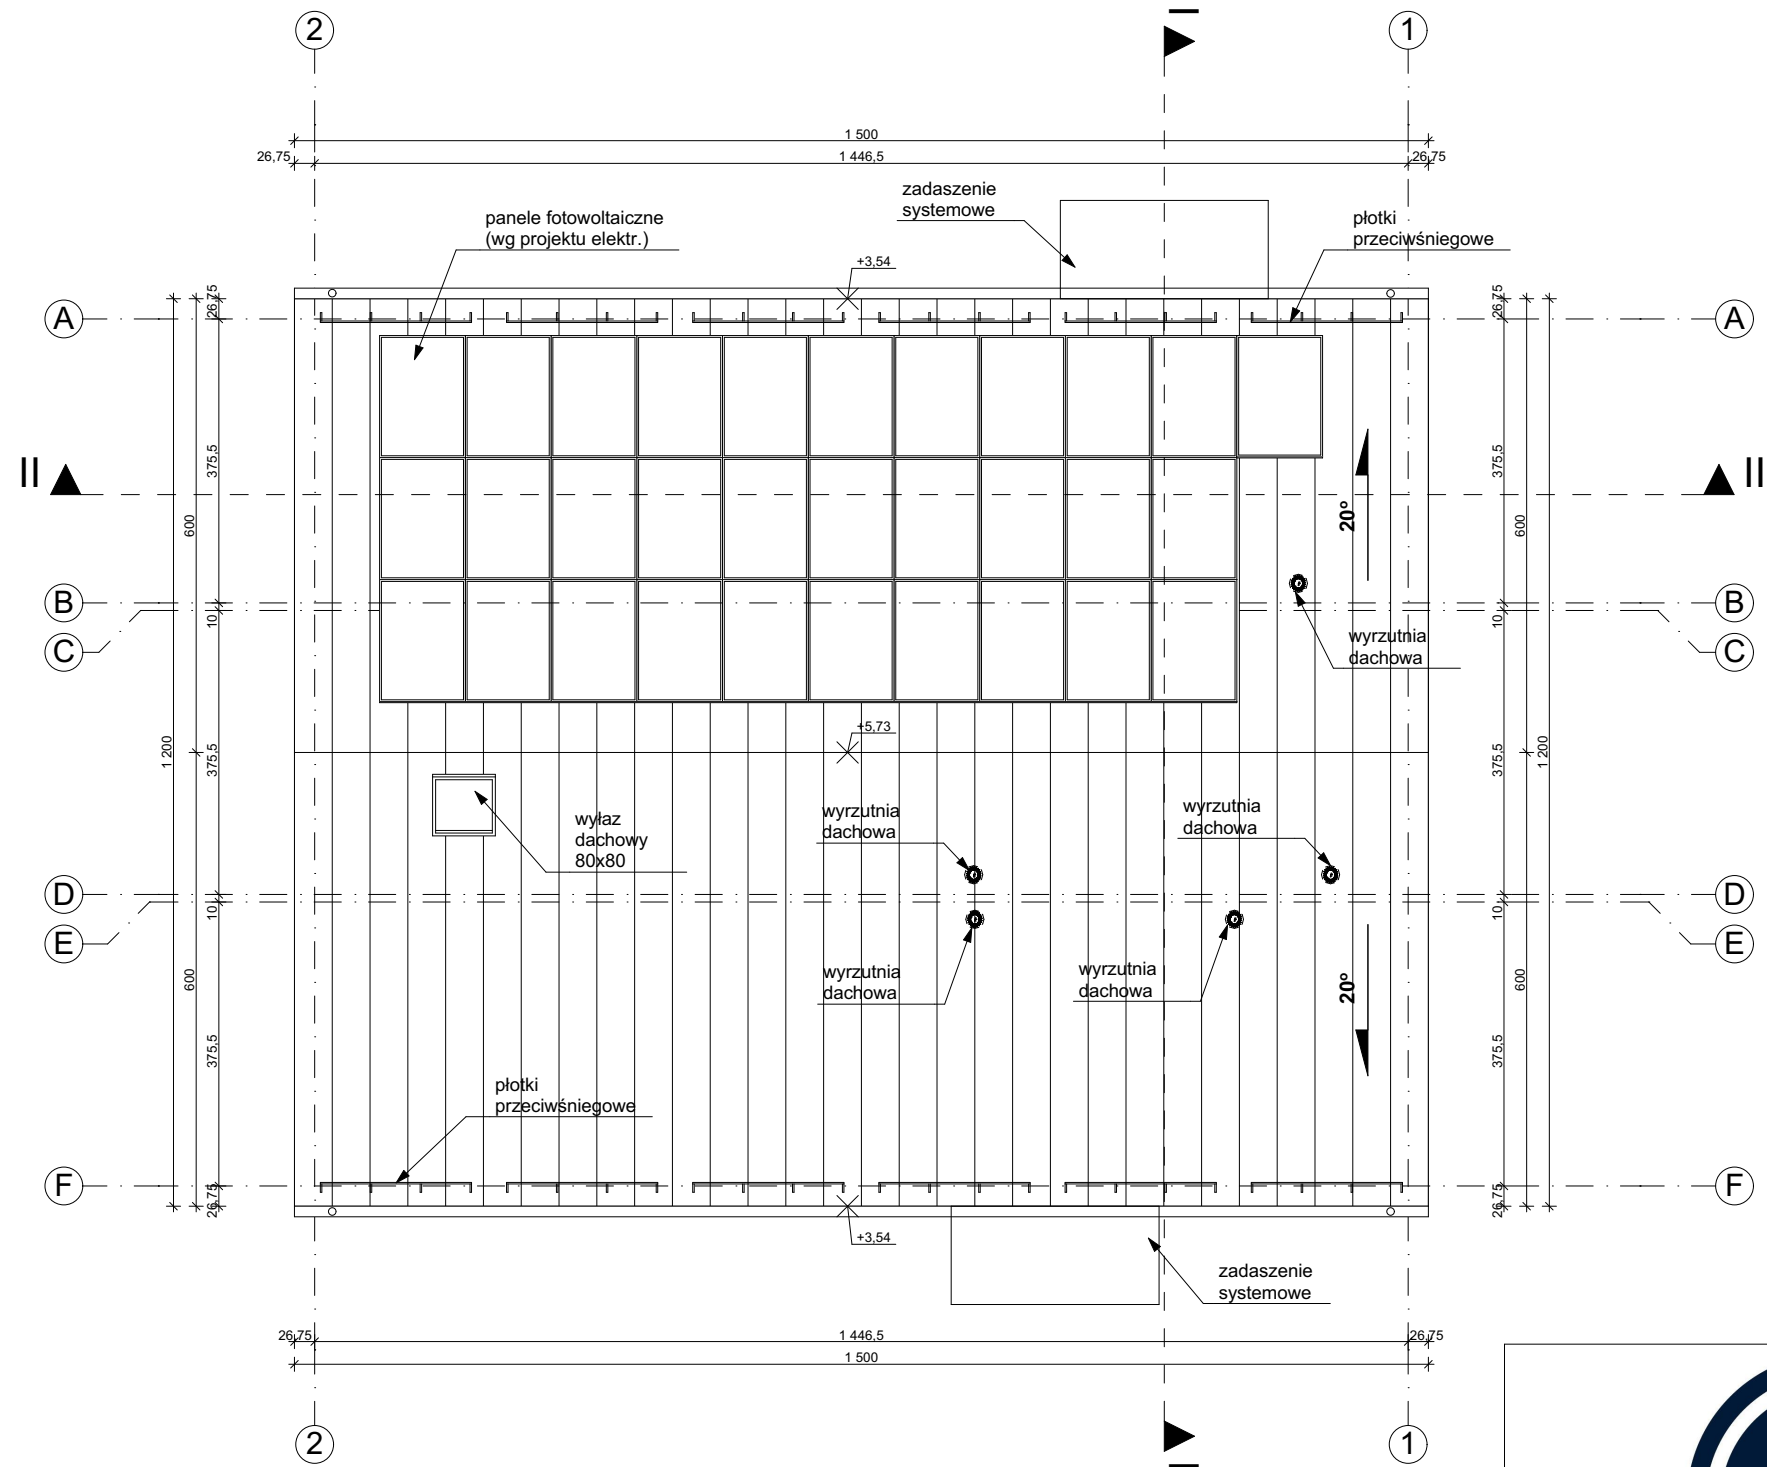 2
I
1
1 500
26,75
1 446,5
26,75
zadaszenie
systemowe
panele fotowoltaiczne
(wg projektu elektr.)
płotki
przeciwśniegowe
+3,54
26,75
26,75
A
A
375,5
375,5
II
II
600
20º
600
B
B
10
10
C
C
wyrzutnia
dachowa
+5,73
1 200
375,5
375,5
1 200
wyłaz
dachowy
80x80
wyrzutnia
dachowa
wyrzutnia
dachowa
D
D
10
10
E
E
wyrzutnia
dachowa
wyrzutnia
dachowa
600
20º
600
375,5
375,5
płotki
przeciwśniegowe
F
F
26,75
26,75
+3,54
zadaszenie
systemowe
26,75
1 446,5
26,75
1 500
2
1